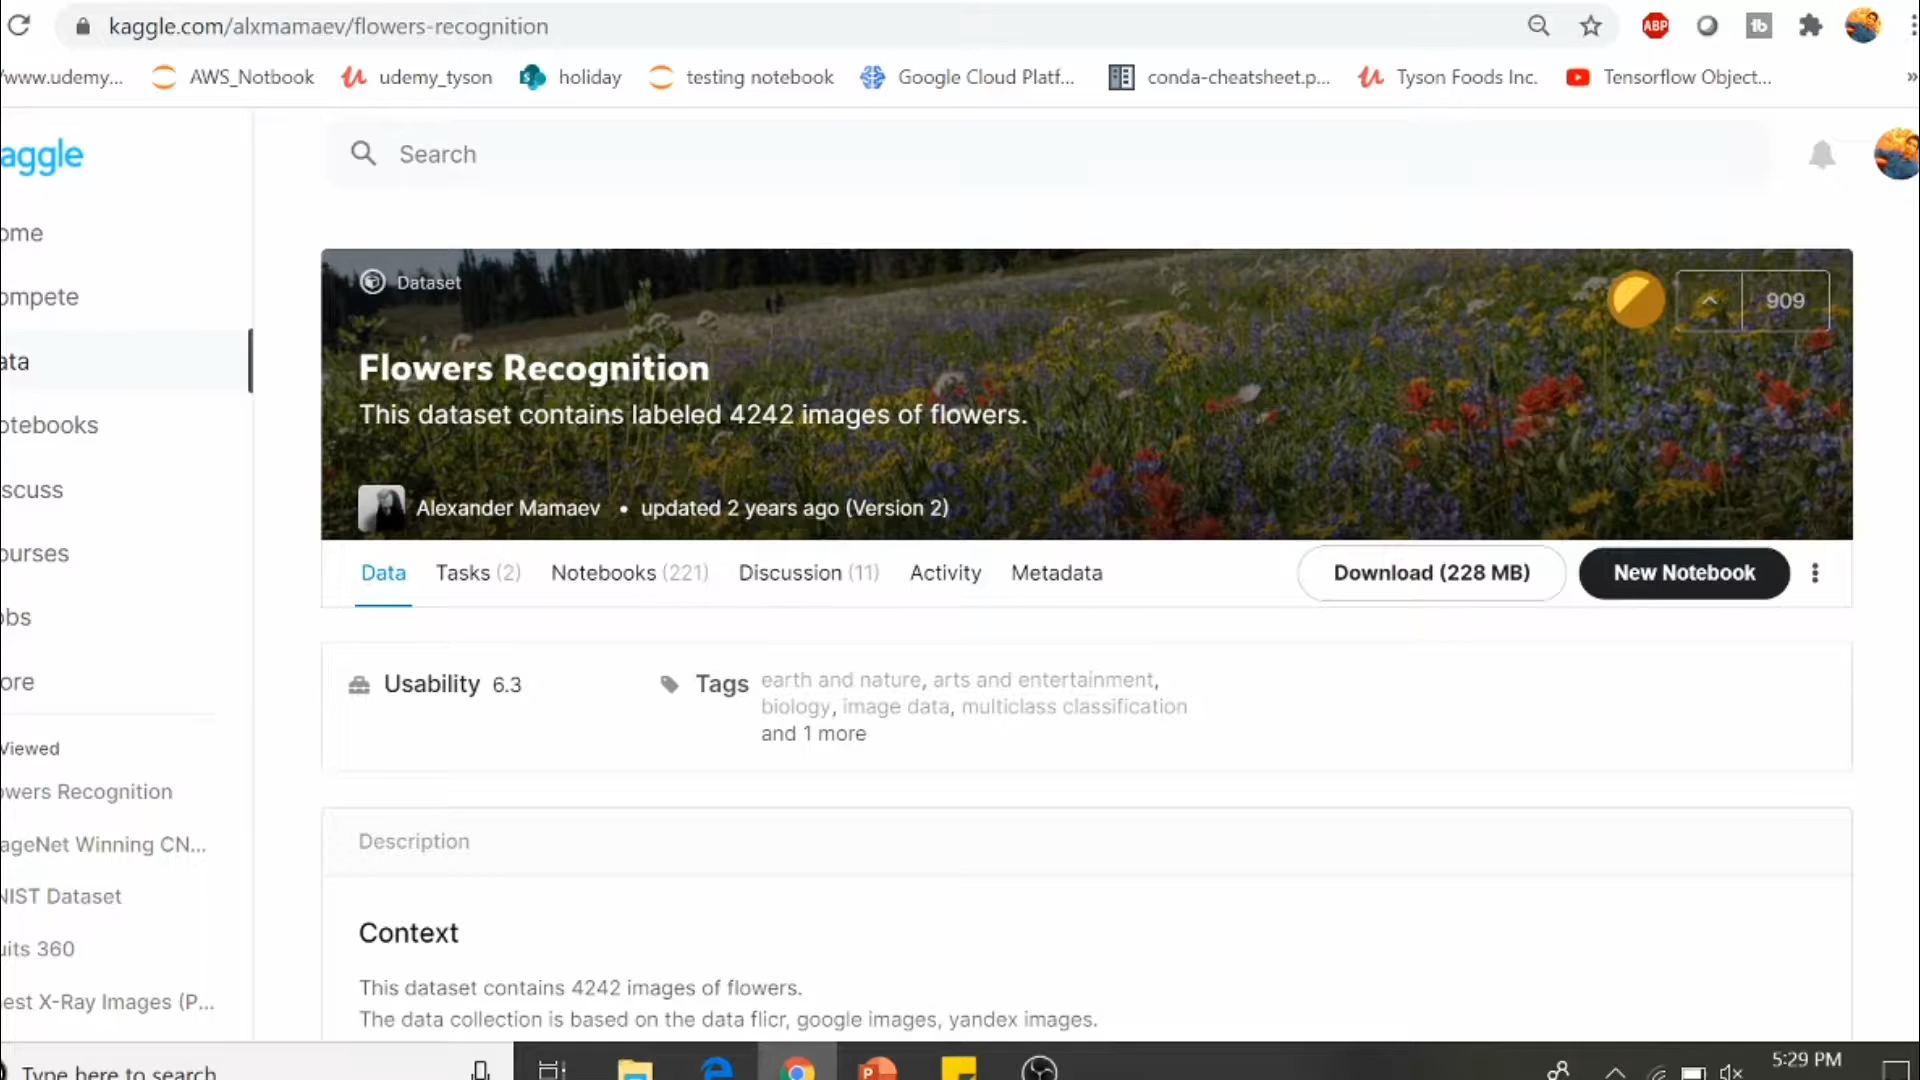 kaggle.com/alxmamaev/flowers-recognition
ABP
www.udemy... AWS_Notbook udemy_tyson holiday testing notebook Google Cloud Platf... conda-cheatsheet.p... Tyson Foods Inc. Tensorflow Object... »
aggle
Search
ome
ompete
ata
otebooks
scuss
ourses
obs
ore
Viewed
owers Recognition
ageNet Winning CN...
NIST Dataset
uits 360
est X-Ray Images (P...
Dataset
909
Flowers Recognition
This dataset contains labeled 4242 images of flowers.
Alexander Mamaev • updated 2 years ago (Version 2)
Data Tasks (2) Notebooks (221) Discussion (11) Activity Metadata Download (228 MB) New Notebook
Usability 6.3 Tags earth and nature, arts and entertainment,
biology, image data, multiclass classification
and 1 more
Description
Context
This dataset contains 4242 images of flowers.
The data collection is based on the data flicr, google images, yandex images.
Type here to search
5:29 PM